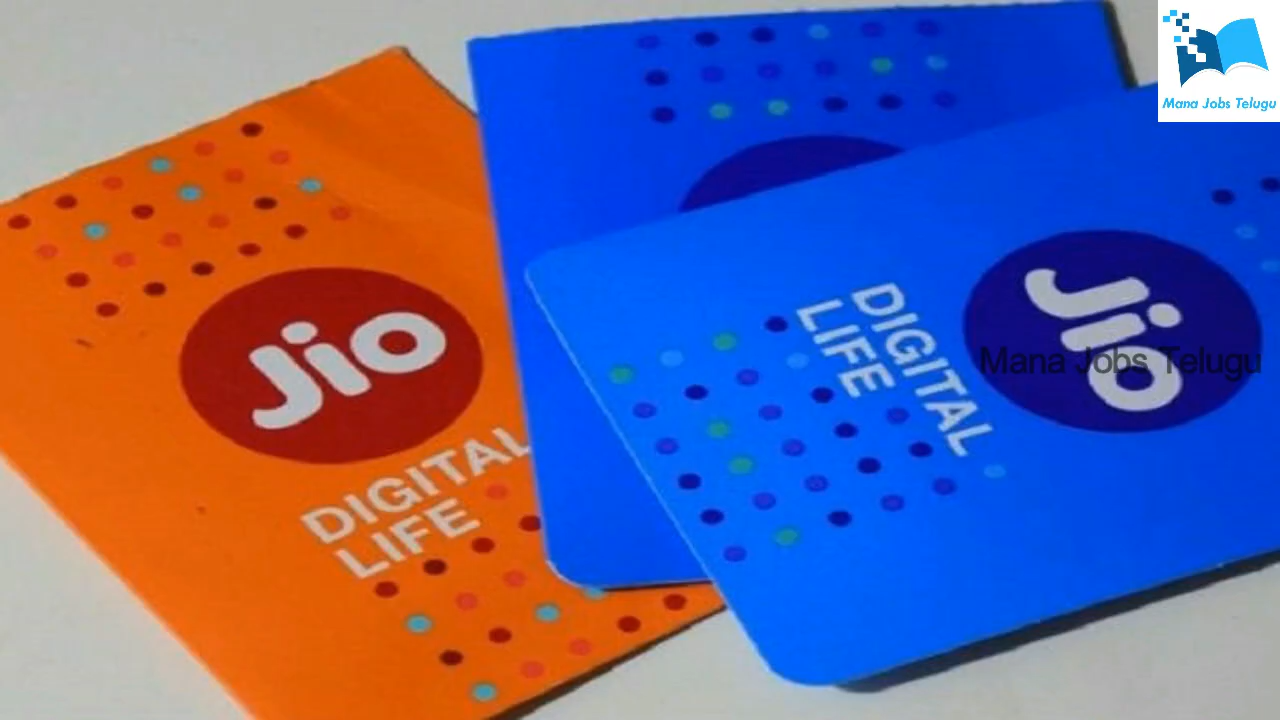 Jio
DIGITAL
LIFE
DIGITAL
LIFE
Jio
Mana Jobs Telugu
Mana Jobs Telugu